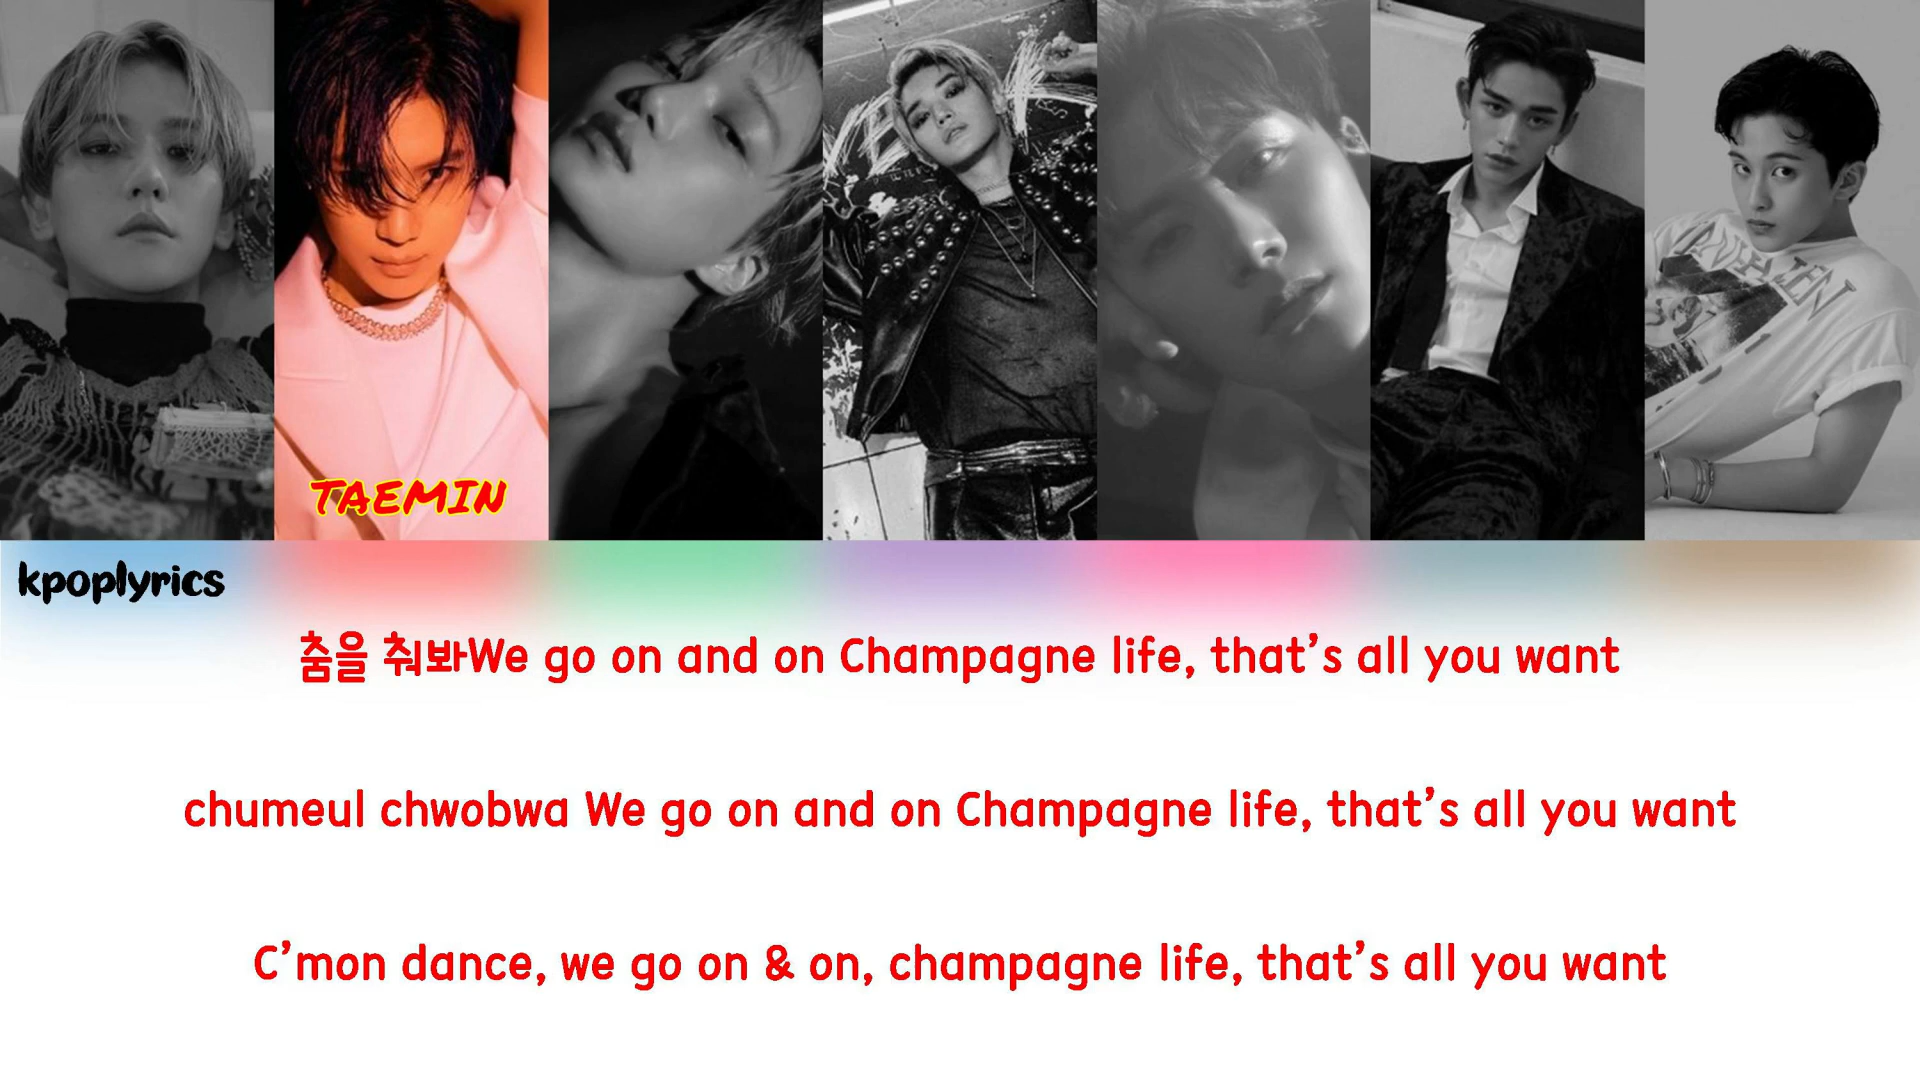 TAEMIN
kpoplyrics
춤을 춰봐We go on and on Champagne life, that's all you want
chumeul chwobwa We go on and on Champagne life, that's all you want
C'mon dance, we go on & on, champagne life, that's all you want